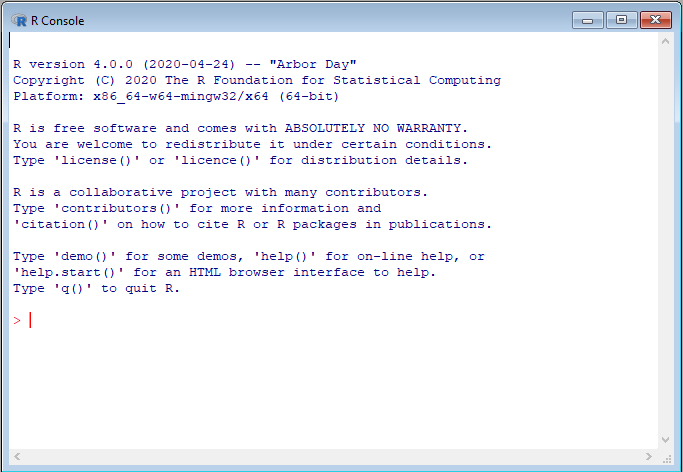 R Console
R version 4.0.0 (2020-04-24) -- "Arbor Day"
Copyright (C) 2020 The R Foundation for Statistical Computing
Platform: x86_64-w64-mingw32/x64 (64-bit)
R is free software and comes with ABSOLUTELY NO WARRANTY.
You are welcome to redistribute it under certain conditions.
Type 'license()' or 'licence()' for distribution details.
R is a collaborative project with many contributors.
Type 'contributors()' for more information and
'citation()' on how to cite R or R packages in publications.
Type 'demo()' for some demos, 'help()' for on-line help, or
'help.start()' for an HTML browser interface to help.
Type 'q()' to quit R.
>